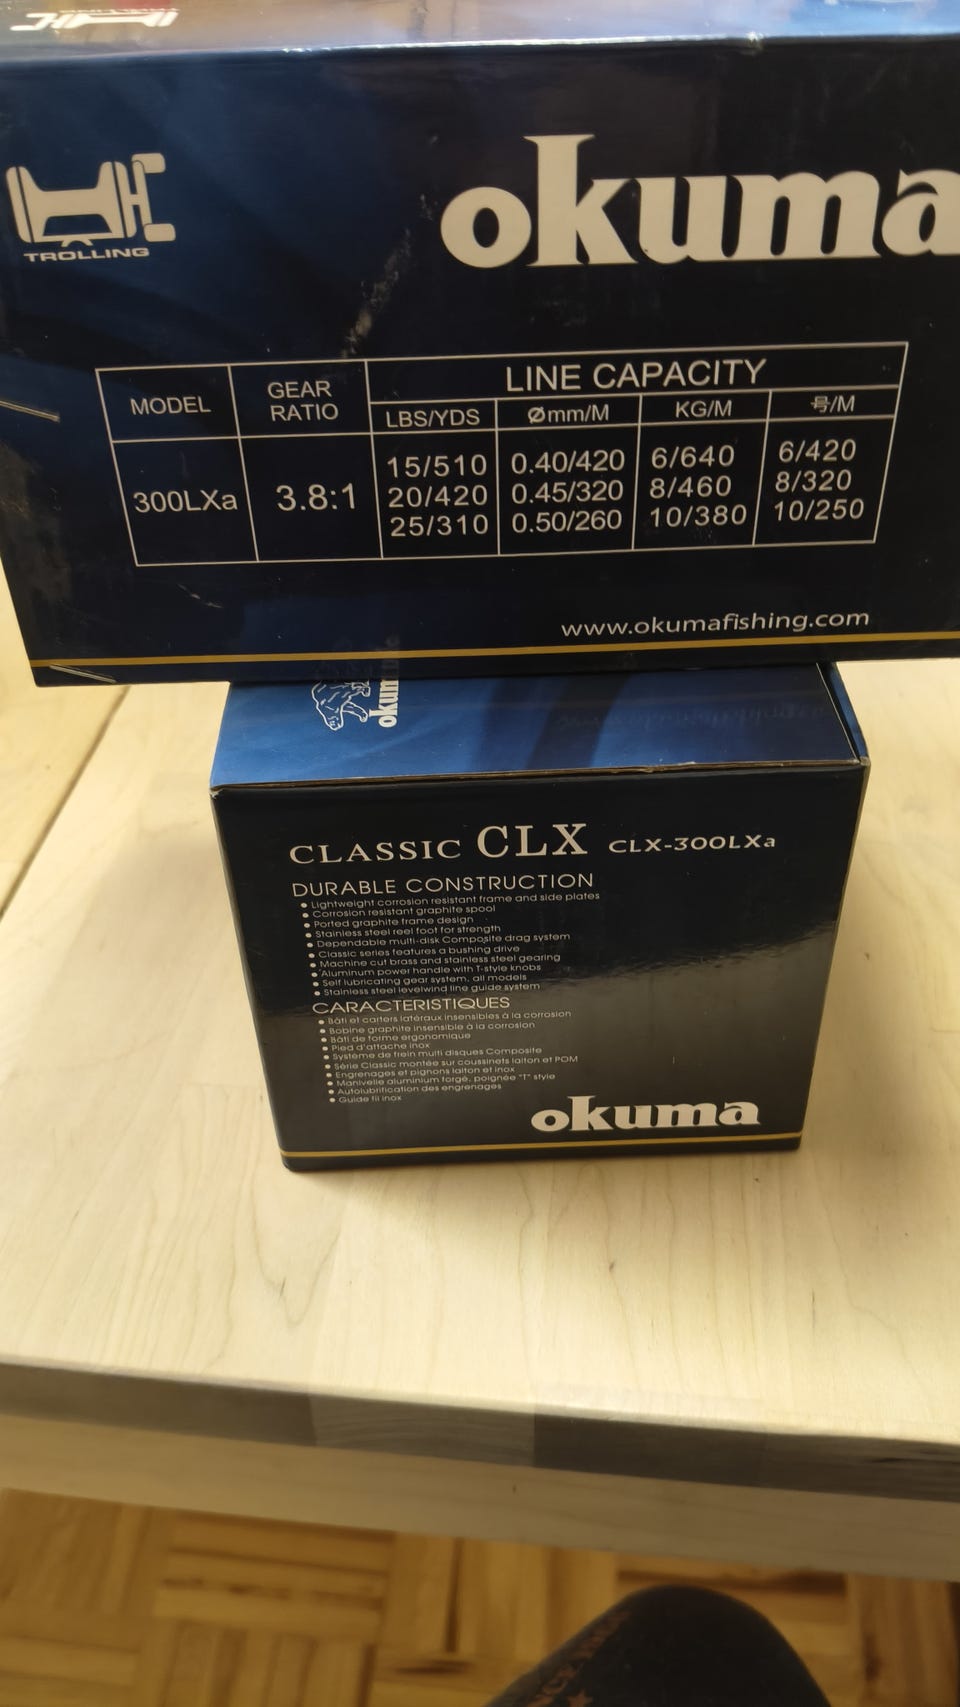 TROLLING
okuma
MODEL
GEAR
RATIO
LINE CAPACITY
LBS/YDS
Ømm/M
KG/M
号/M
300LXa
3.8:1
15/510
20/420
25/310
0.40/420
0.45/320
0.50/260
6/640
8/460
10/380
6/420
8/320
10/250
www.okumafishing.com
okuma
CLASSIC CLX CLX-300LXa
DURABLE CONSTRUCTION
• Lightweight corrosion resistant frame and side plates
• Corrosion resistant graphite spool
• Ported graphite frame design
• Stainless steel reel foot for strength
• Dependable multi-disk Composite drag system
• Classic series features a bushing drive
• Machine cut brass and stainless steel gearing
• Aluminum power handle with T-style knobs
• Self lubricating gear system, all models
• Stainless steel levelwind line guide system
CARACTERISTIQUES
• Bâti et carters latéraux insensibles à la corrosion
• Bobine graphite insensible à la corrosion
• Bâti de forme ergonomique
• Pied d'attache inox
• Système de frein multi disques Composite
• Série Classic montée sur coussinets laiton et POM
• Engrenages et pignons laiton et inox
• Manivelle aluminium forgé, poignée "T" style
• Autolubrification des engrenages
• Guide fil inox
okuma